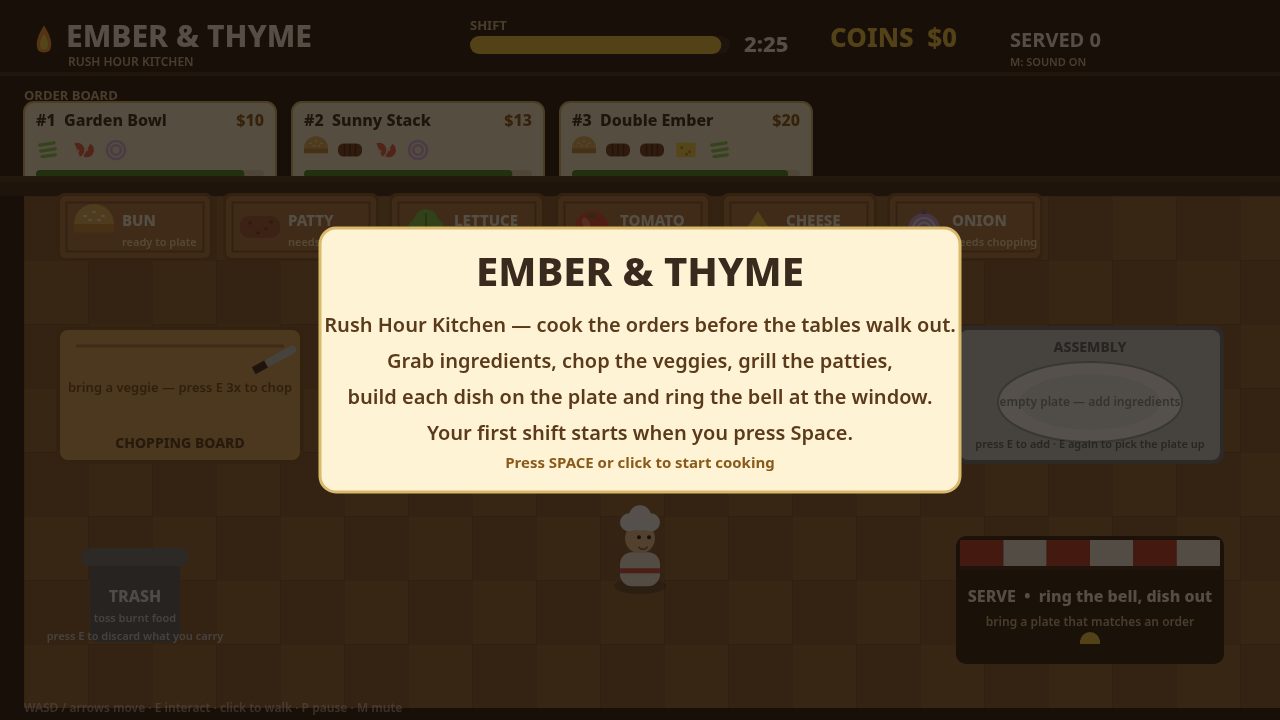 EMBER & THYME
RUSH HOUR KITCHEN
SHIFT
2:25
COINS $0
SERVED 0
M: SOUND ON
ORDER BOARD
#1 Garden Bowl $10
#2 Sunny Stack $13
#3 Double Ember $20
BUN
ready to plate
PATTY
needs
LETTUCE
TOMATO
CHEESE
ONION
eeds chopping
EMBER & THYME
Rush Hour Kitchen — cook the orders before the tables walk out.
Grab ingredients, chop the veggies, grill the patties,
build each dish on the plate and ring the bell at the window.
Your first shift starts when you press Space.
Press SPACE or click to start cooking
bring a veggie — press E 3x to chop
CHOPPING BOARD
ASSEMBLY
empty plate — add ingredients
press E to add · E again to pick the plate up
TRASH
toss burnt food
press E to discard what you carry
SERVE • ring the bell, dish out
bring a plate that matches an order
WASD / arrows move · E interact · click to walk · P pause · M mute